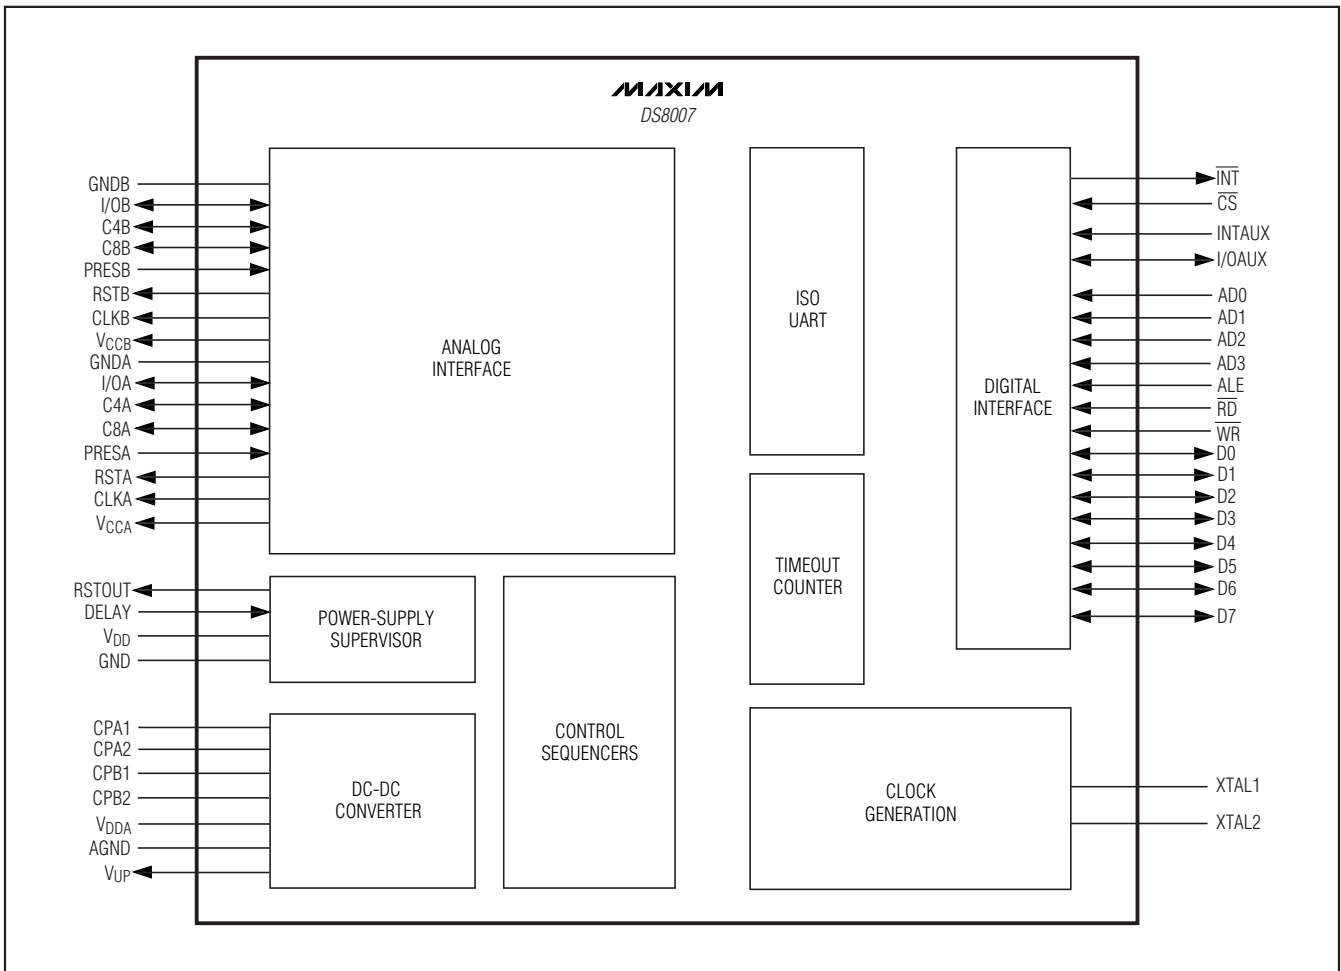 MAXIM
DS8007
GNDB
I/OB
C4B
C8B
PRESB
RSTB
CLKB
VCCB
GNDA
I/OA
C4A
C8A
PRESA
RSTA
CLKA
VCCA
RSTOUT
DELAY
VDD
GND
CPA1
CPA2
CPB1
CPB2
VDDA
AGND
VUP
ANALOG
INTERFACE
POWER-SUPPLY
SUPERVISOR
DC-DC
CONVERTER
CONTROL
SEQUENCERS
ISO
UART
TIMEOUT
COUNTER
CLOCK
GENERATION
DIGITAL
INTERFACE
INT
CS
INTAUX
I/OAUX
AD0
AD1
AD2
AD3
ALE
RD
WR
D0
D1
D2
D3
D4
D5
D6
D7
XTAL1
XTAL2